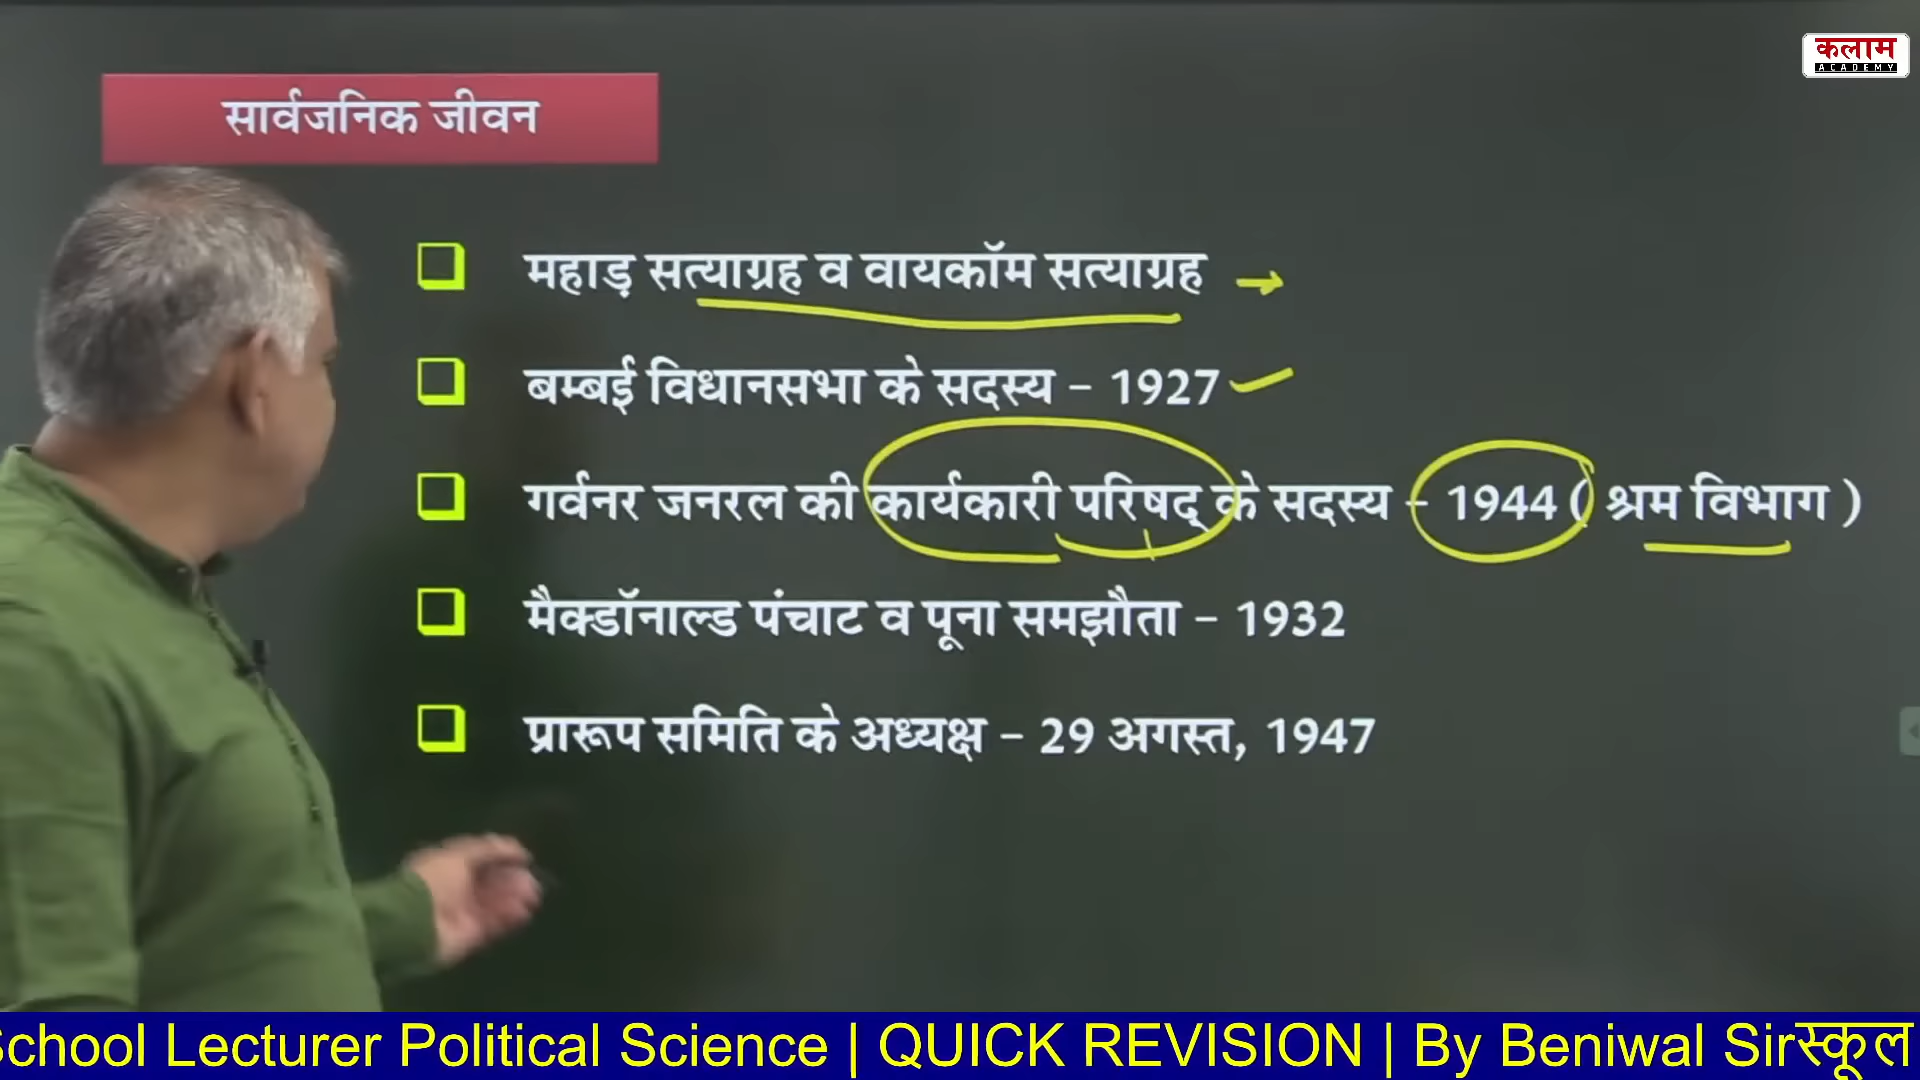 कलाम
ACADEMY
सार्वजनिक जीवन
महाड़ सत्याग्रह व वायकॉम सत्याग्रह
बम्बई विधानसभा के सदस्य – 1927
गर्वनर जनरल की कार्यकारी परिषद् के सदस्य – 1944 ( श्रम विभाग )
मैक्डॉनाल्ड पंचाट व पूना समझौता – 1932
प्रारूप समिति के अध्यक्ष – 29 अगस्त, 1947
School Lecturer Political Science | QUICK REVISION | By Beniwal Sirस्कूल